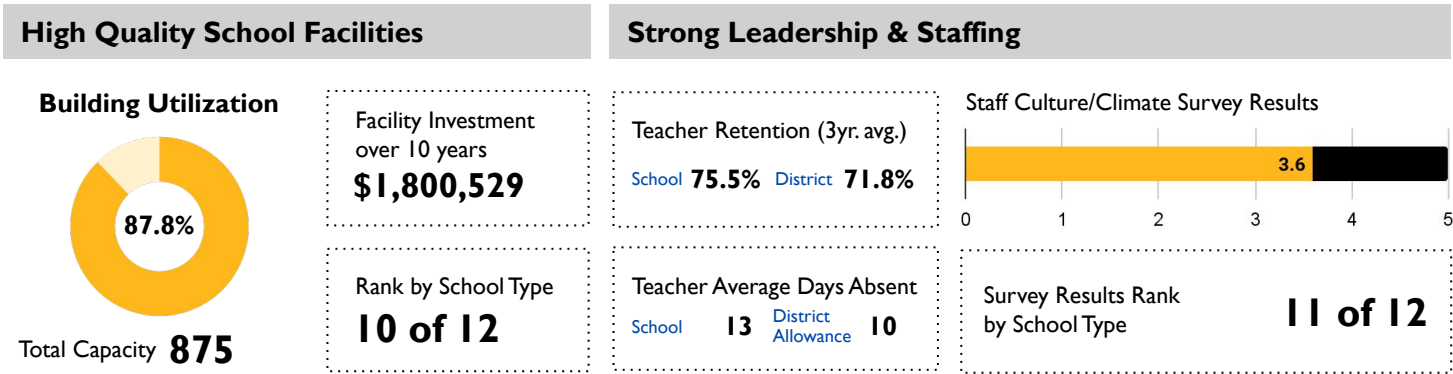 High Quality School Facilities
Building Utilization
87.8%
Total Capacity 875
Facility Investment
over 10 years
$1,800,529
Rank by School Type
10 of 12
Strong Leadership & Staffing
Teacher Retention (3yr. avg.)
School 75.5% District 71.8%
Teacher Average Days Absent
School 13 District Allowance 10
Staff Culture/Climate Survey Results
3.6
0 1 2 3 4 5
Survey Results Rank
by School Type
11 of 12